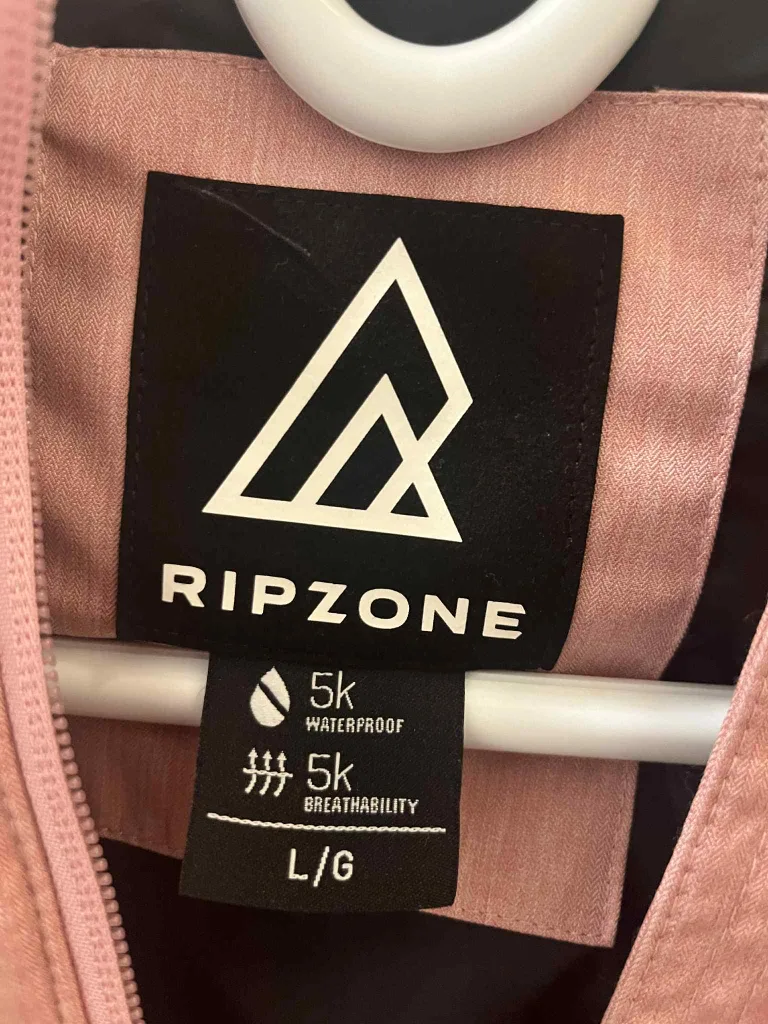 RIPZONE
5k
WATERPROOF
5k
BREATHABILITY
L/G